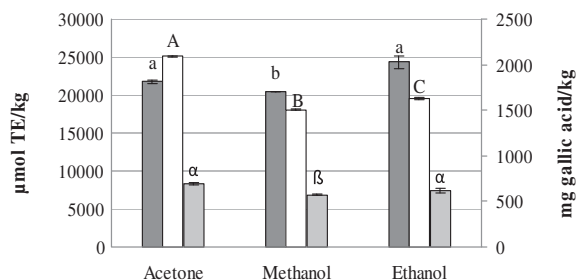 30000
25000
20000
15000
10000
5000
0
µmol TE/kg
2500
2000
1500
1000
500
0
mg gallic acid/kg
a
A
α
b
B
ß
a
C
α
Acetone Methanol Ethanol